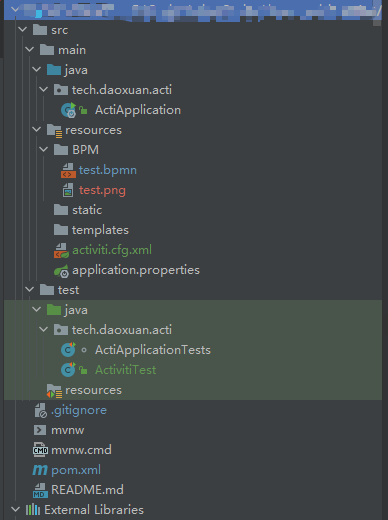 src
main
java
tech.daoxuan.acti
ActiApplication
resources
BPM
test.bpmn
test.png
static
templates
activiti.cfg.xml
application.properties
test
java
tech.daoxuan.acti
ActiApplicationTests
ActivitiTest
resources
.gitignore
mvnw
mvnw.cmd
pom.xml
README.md
External Libraries